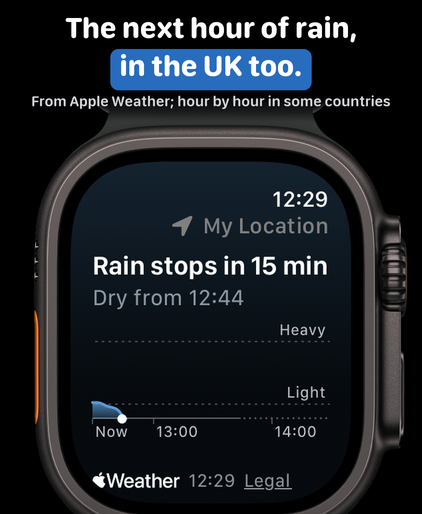 The next hour of rain,
in the UK too.
From Apple Weather; hour by hour in some countries
12:29
My Location
Rain stops in 15 min
Dry from 12:44
Heavy
Light
Now 13:00 14:00
Weather 12:29 Legal